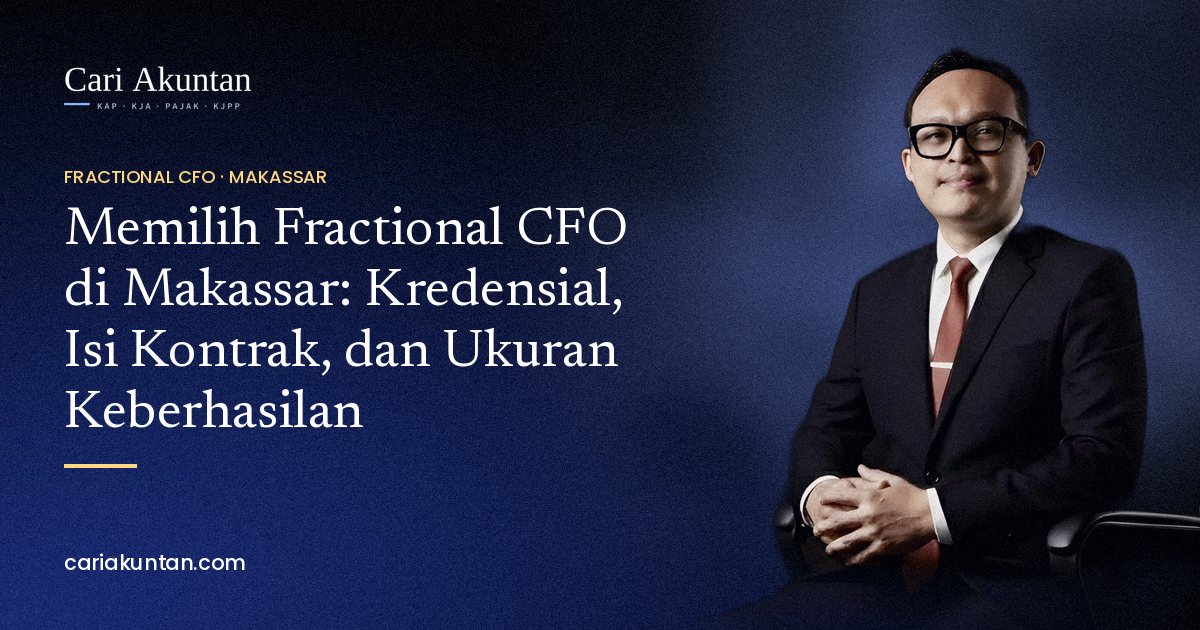 Cari Akuntan
KAP · KJA · PAJAK · KJPP
FRACTIONAL CFO · MAKASSAR
Memilih Fractional CFO
di Makassar: Kredensial,
Isi Kontrak, dan Ukuran
Keberhasilan
cariakuntan.com